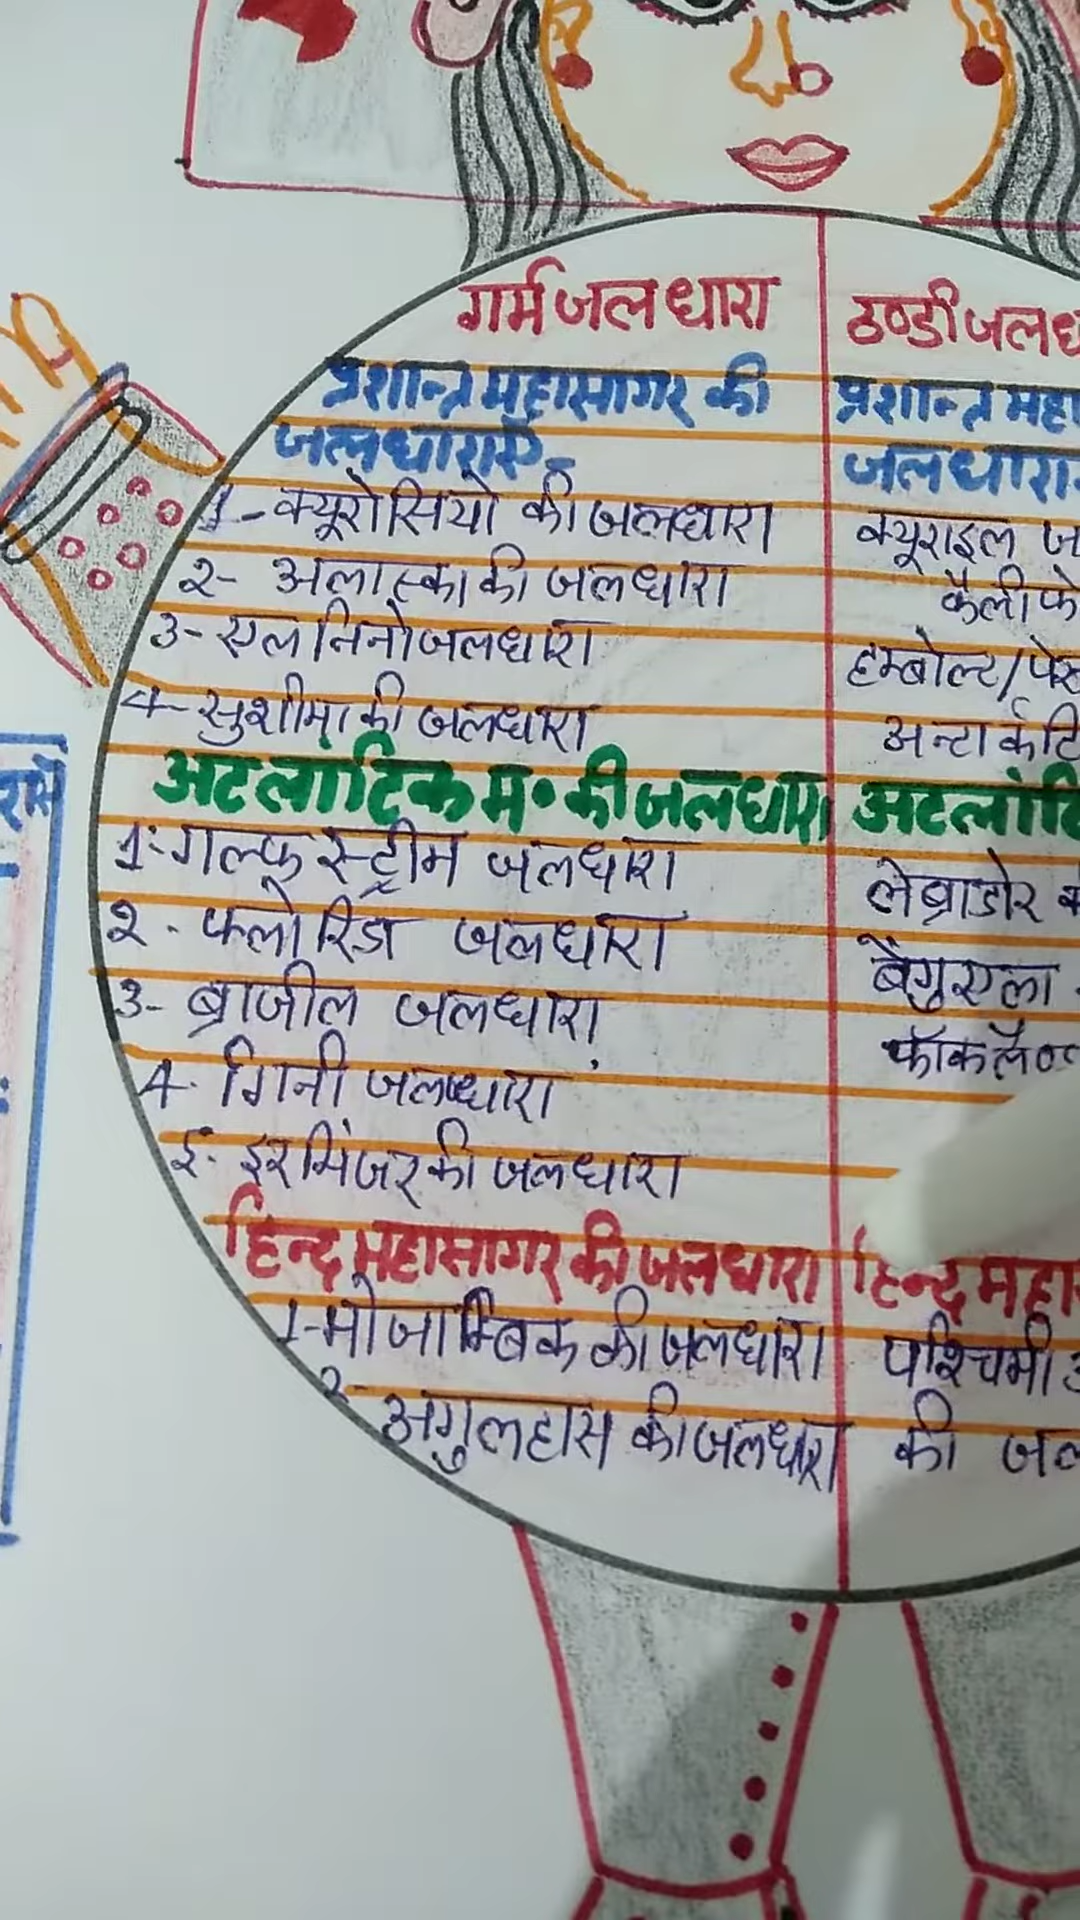 गर्म जल धारा
प्रशान्त महासागर की
जलधाराएँ-
1- क्यूरोसियो की जलधारा
2- अलास्का की जलधारा
3- एलनिनो जलधारा
4- सुशीमा की जलधारा
अटलांटिक म॰ की जलधारा
1- गल्फ स्ट्रीम जलधारा
2- फ्लोरिडा जलधारा
3- ब्राजील जलधारा
4- गिनी जलधारा
ई- इरमिंजर की जलधारा
हिन्द महासागर की जलधारा
1- मोजाम्बिक की जलधारा
2-
अगुलहास की जलधारा
ठण्डी जलध
प्रशान्त महा
जलधारा
क्यूराइल ज
कैलीफो
हम्बोल्ट/पेरू
अन्टार्कटि
अटलांटि
लेब्राडोर क
बेंगुएला
फॉकलैण्ड
हिन्द महा
पश्चिमी
की जल